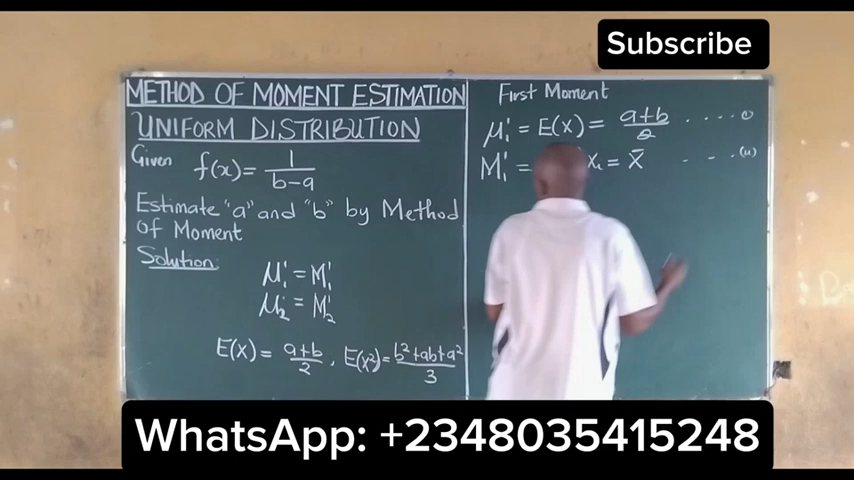 Subscribe
METHOD OF MOMENT ESTIMATION
UNIFORM DISTRIBUTION
Given f(x) = 1/(b-a)
Estimate "a" and "b" by Method
Of Moment
Solution:
μ₁' = M₁'
μ₂' = M₂'
E(x) = (a+b)/2 , E(x²) = (b²+ab+a²)/3
First Moment
μ₁' = E(x) = (a+b)/2 . . . . (i)
M₁' = xᵢ = x̄ - - - (ii)
WhatsApp: +2348035415248